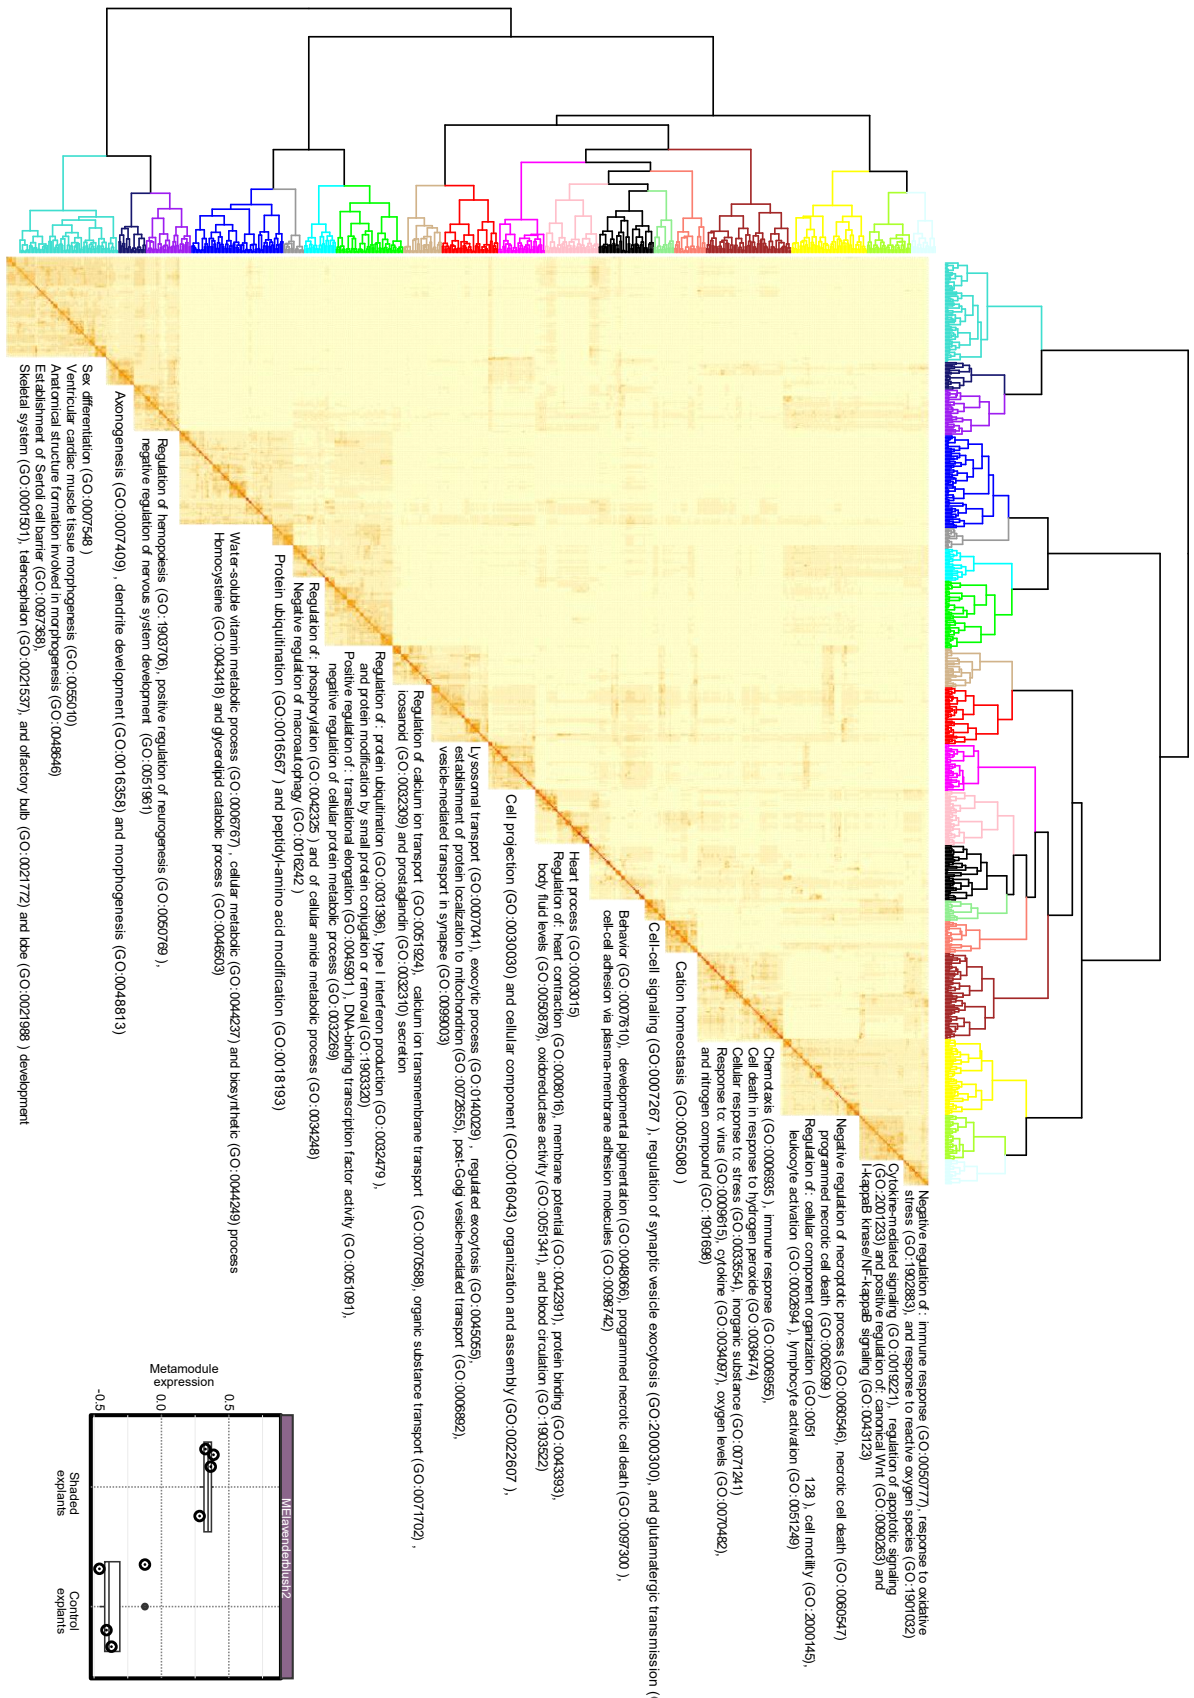 Negative regulation of : immune response (GO:0050777), response to oxidative
stress (GO:1902883), and response to reactive oxygen species (GO:1901032)
Cytokine-mediated signaling (GO:0019221), regulation of apoptotic signaling
(GO:2001233) and positive regulation of: canonical Wnt (GO:0090263) and
I-kappaB kinase/NF-kappaB signaling (GO:0043123)
Negative regulation of necroptotic process (GO:0060546), necrotic cell death (GO:0060547)
programmed necrotic cell death (GO:0062099 )
Regulation of: cellular component organization (GO:0051 128 ), cell motility (GO:2000145),
leukocyte activation (GO:0002694 ), lymphocyte activation (GO:0051249)
Chemotaxis (GO:0006935 ), immune response (GO:0006955),
Cell death in response to hydrogen peroxide (GO:0036474)
Cellular response to: stress (GO:0033554), inorganic substance (GO:0071241)
Response to: virus (GO:0009615), cytokine (GO:0034097), oxygen levels (GO:0070482),
and nitrogen compound (GO:1901698)
Cation homeostasis (GO:0055080 )
Cell-cell signaling (GO:0007267 ), regulation of synaptic vesicle exocytosis (GO:2000300), and glutamatergic transmission (
Behavior (GO:0007610), developmental pigmentation (GO:0048066), programmed necrotic cell death (GO:0097300 ),
cell-cell adhesion via plasma-membrane adhesion molecules (GO:0098742)
Heart process (GO:0003015)
Regulation of: heart contraction (GO:0008016), membrane potential (GO:0042391), protein binding (GO:0043393),
body fluid levels (GO:0050878), oxidoreductase activity (GO:0051341), and blood circulation (GO:1903522)
Cell projection (GO:0030030) and cellular component (GO:0016043) organization and assembly (GO:0022607 ),
Lysosomal transport (GO:0007041), exocytic process (GO:0140029) , regulated exocytosis (GO:0045055),
establishment of protein localization to mitochondrion (GO:0072655), post-Golgi vesicle-mediated transport (GO:0006892),
vesicle-mediated transport in synapse (GO:0099003)
Regulation of calcium ion transport (GO:0051924), calcium ion transmembrane transport (GO:0070588), organic substance transport (GO:0071702) ,
icosanoid (GO:0032309) and prostaglandin (GO:0032310) secretion
Regulation of : protein ubiquitination (GO:0031396), type I interferon production (GO:0032479 ),
and protein modification by small protein conjugation or removal (GO:1903320)
Positive regulation of : translational elongation (GO:0045901 ), DNA-binding transcription factor activity (GO:0051091),
negative regulation of cellular protein metabolic process (GO:0032269)
Regulation of : phosphorylation (GO:0042325 ) and of cellular amide metabolic process (GO:0034248)
Negative regulation of macroautophagy (GO:0016242 )
Protein ubiquitination (GO:0016567 ) and peptidyl-amino acid modification (GO:0018193)
Water-soluble vitamin metabolic process (GO:0006767) , cellular metabolic (GO:0044237) and biosynthetic (GO:0044249) process
Homocysteine (GO:0043418) and glycerolipid catabolic process (GO:0046503)
Regulation of hemopoiesis (GO:1903706), positive regulation of neurogenesis (GO:0050769 ),
negative regulation of nervous system development (GO:0051961)
Axonogenesis (GO:0007409) , dendrite development (GO:0016358) and morphogenesis (GO:0048813)
Sex differentiation (GO:0007548 )
Ventricular cardiac muscle tissue morphogenesis (GO:0055010)
Anatomical structure formation involved in morphogenesis (GO:0048646)
Establishment of Sertoli cell barrier (GO:0097368),
Skeletal system (GO:0001501), telencephalon (GO:0021537), and olfactory bulb (GO:0021772) and lobe (GO:0021988 ) development
MElavenderblush2
Metamodule
expression
0.5
0.0
-0.5
Shaded
explants
Control
explants